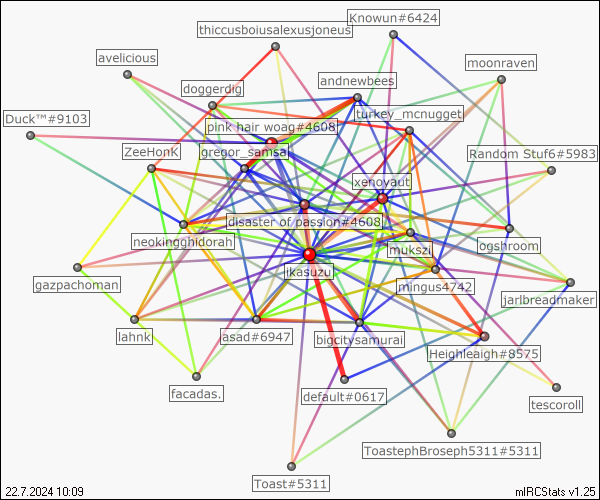 Knowun#6424
thiccusboiusalexusjoneus
avelicious
moonraven
andnewbees
doggerdig
turkey_mcnugget
Duck™#9103
pink hair woag#4608
ZeeHonk
gregor_samsa
Random Stuf6#5983
xenoyaut
disaster of passion#4608
neokingghidorah
mukszi
ogshroom
jkasuzu
gazpachoman
mingus4742
jarlbreadmaker
lahnk
asad#6947
bigcitysamurai
Heighleaigh#8575
facadas.
default#0617
tescoroll
ToastephBroseph5311#5311
Toast#5311
22.7.2024 10:09
mIRCStats v1.25